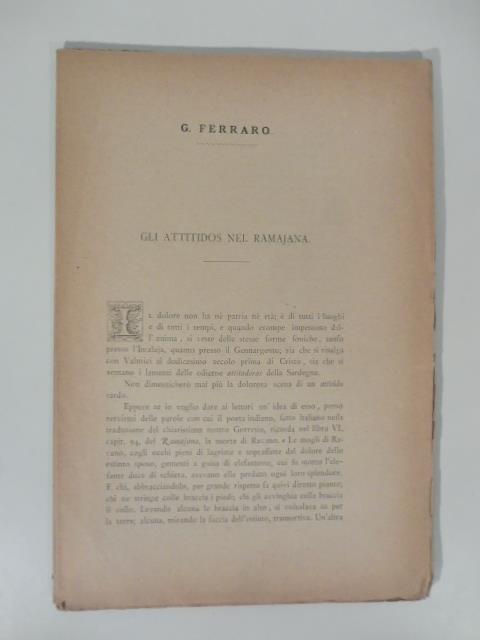 G. FERRARO
GLI ATTITIDOS NEL RAMAJANA.
IL dolore non ha nè patria nè età; è di tutti i luoghi
e di tutti i tempi, e quando erompe impetuoso dal-
l'anima, si veste delle stesse forme foniche, tanto
presso l'Imalaja, quanto presso il Gennargentu; sia che si risalga
con Valmici al dodicesimo secolo prima di Cristo, sia che si
sentano i lamenti delle odierne attitadoras della Sardegna.
Non dimenticherò mai più la dolorosa scena di un attitido
sardo.
Eppure se io voglio dare ai lettori un'idea di esso, posso
servirmi delle parole con cui il poeta indiano, fatto italiano nella
traduzione del chiarissimo nostro Gorresio, ricorda nel libro VI,
capit. 94, del Ramajana, la morte di Ravano. « Le mogli di Ra-
vano, cogli occhi pieni di lagrime e sopraffatte dal dolore dello
estinto sposo, gementi a guisa di elefantesse, cui fu morto l'ele-
fante duce di schiera, avevano elle perduto ogni loro splendore.
E chi, abbracciandolo, per grande rispetto fa quivi diretto pianto;
chi ne stringe colle braccia i piedi; chi gli avvinghia colle braccia
il collo. Levando alcuna le braccia in alto, si voltolava su per
la terra; alcuna, mirando la faccia dell'estinto, tramortiva. Un'altra